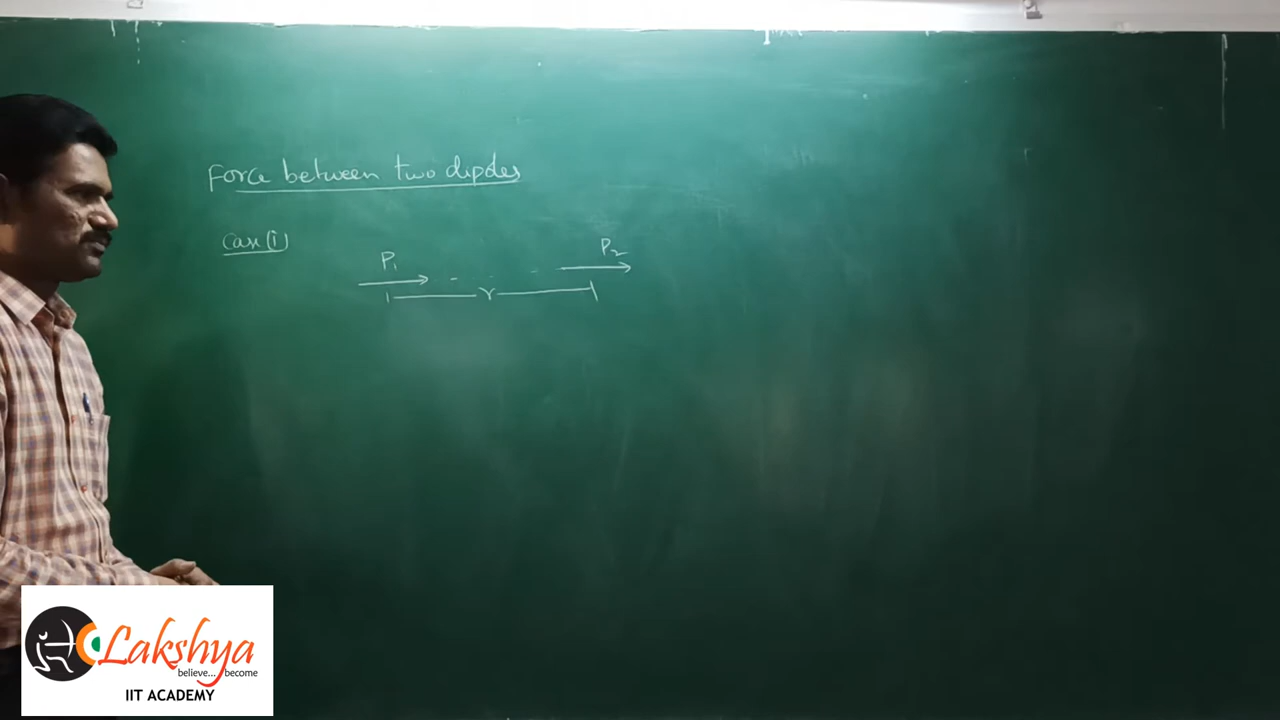 Force between two dipoles
Case (i)
P₁ P₂
r
Lakshya
believe... become
IIT ACADEMY